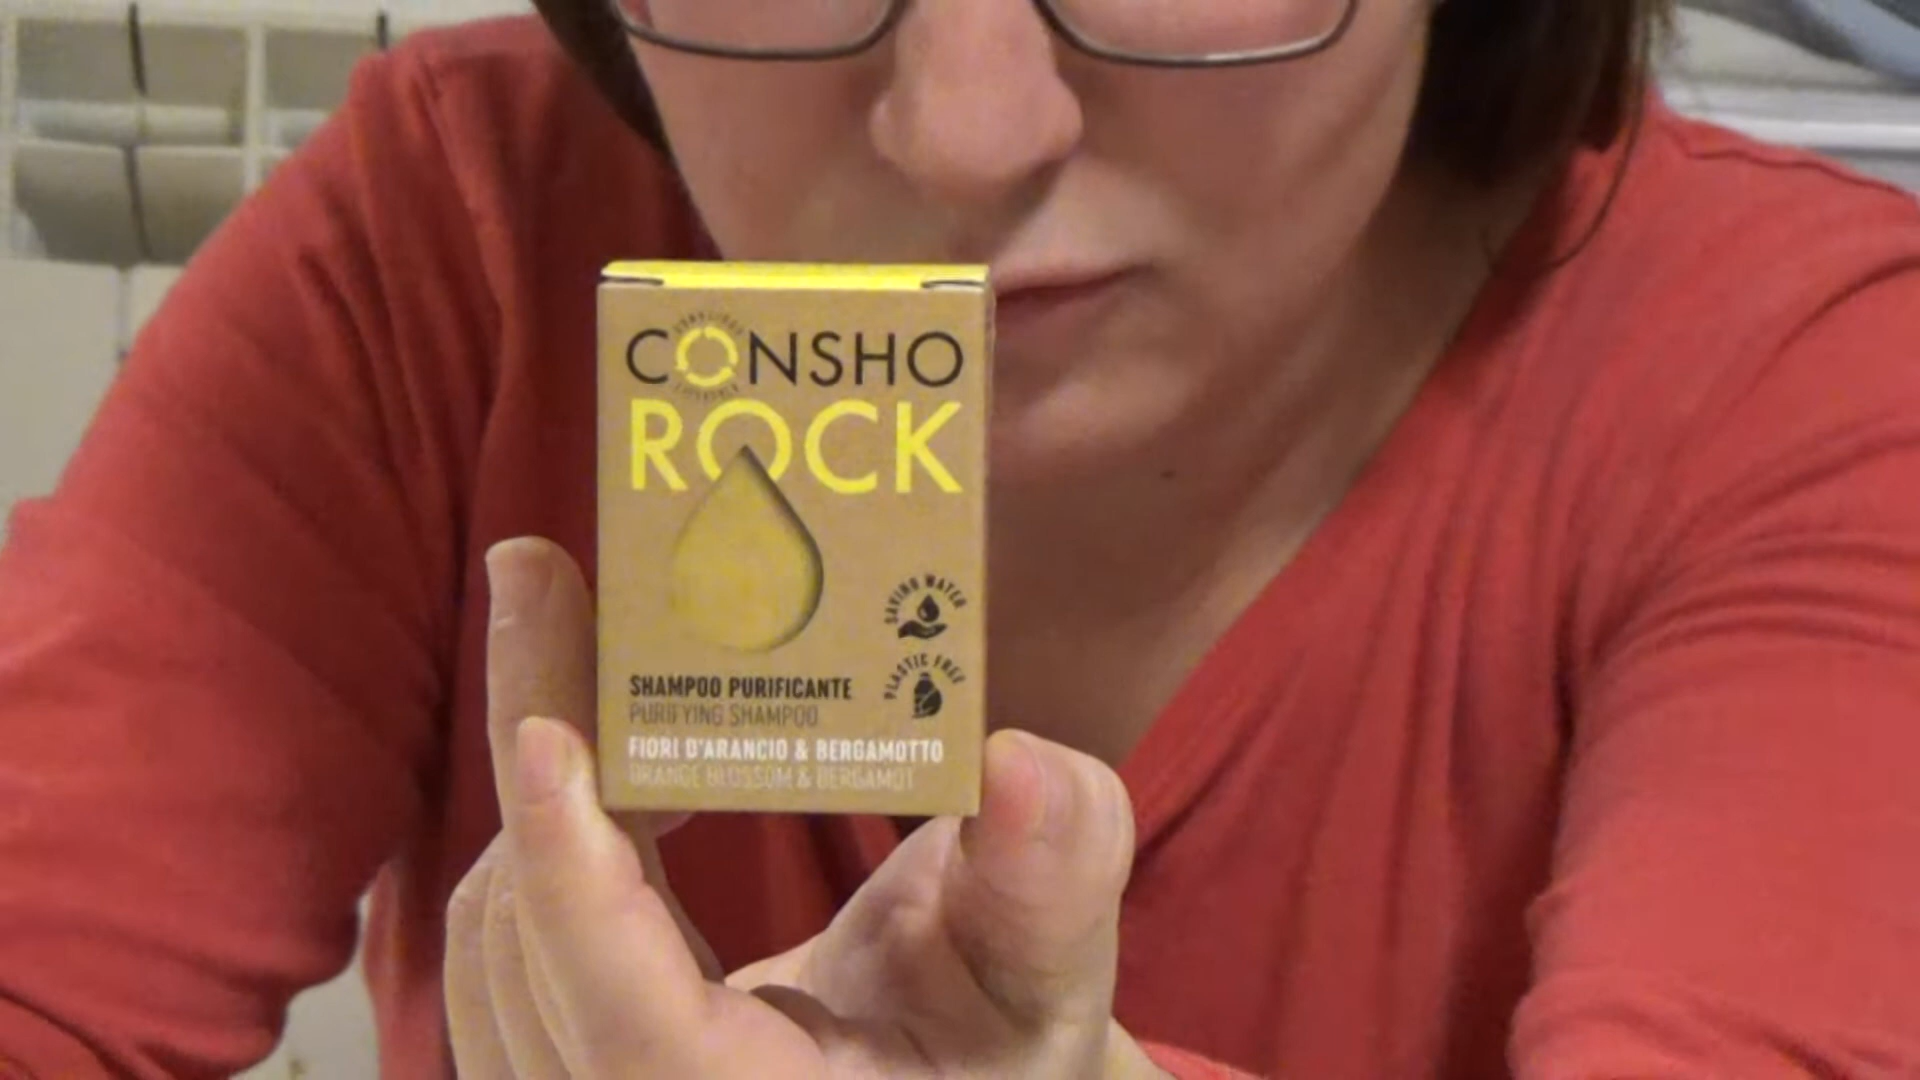 CONSHO
ROCK
SAVING WATER
PLASTIC FREE
SHAMPOO PURIFICANTE
PURIFYING SHAMPOO
FIORI D'ARANCIO & BERGAMOTTO
ORANGE BLOSSOM & BERGAMOT